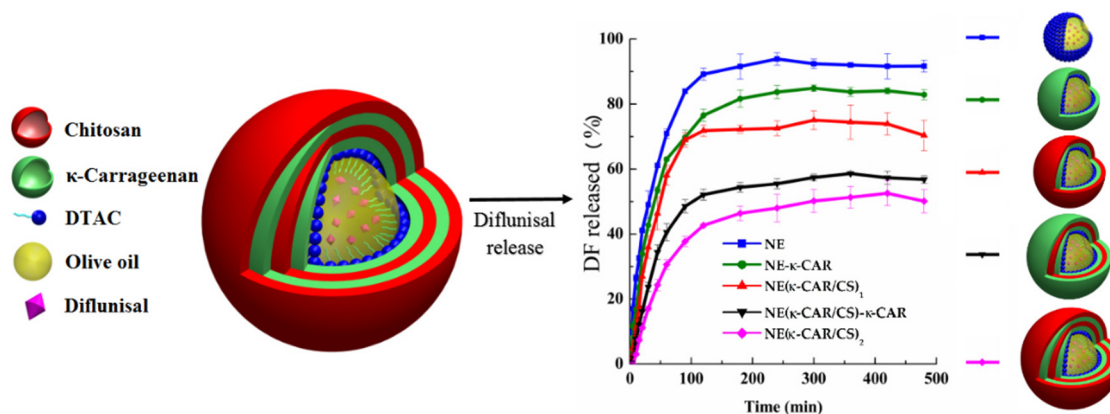 Chitosan
κ-Carrageenan
DTAC
Olive oil
Diflunisal
Diflunisal
release
DF released (%)
100
80
60
40
20
0
NE
NE-κ-CAR
NE(κ-CAR/CS)1
NE(κ-CAR/CS)-κ-CAR
NE(κ-CAR/CS)2
0 100 200 300 400 500
Time (min)